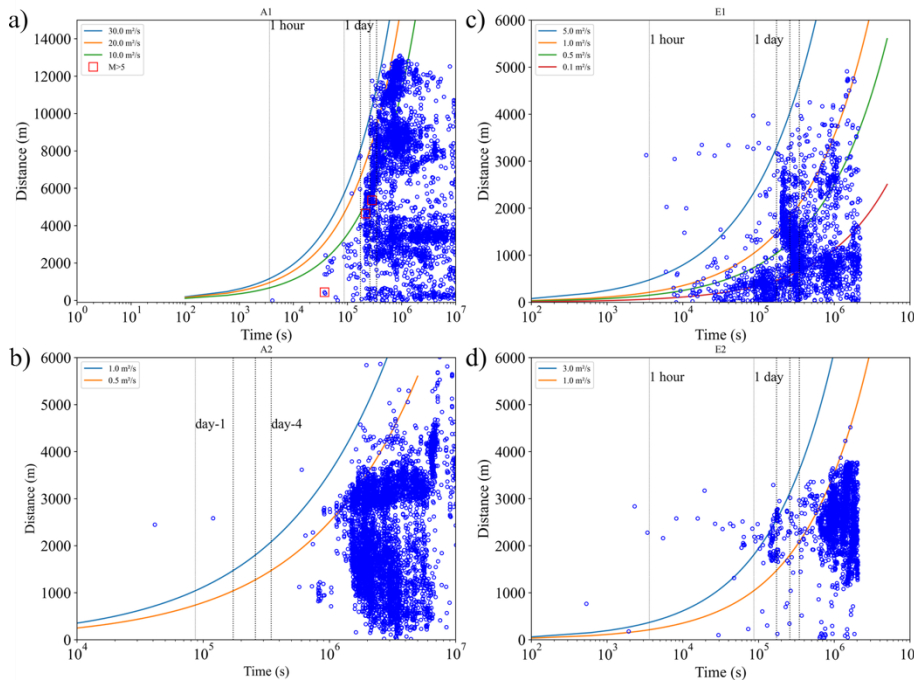 a)
A1
14000
12000
10000
8000
6000
4000
2000
0
Distance (m)
30.0 m²/s
20.0 m²/s
10.0 m²/s
M>5
1 hour
1 day
10⁰ 10¹ 10² 10³ 10⁴ 10⁵ 10⁶ 10⁷
Time (s)
c)
E1
6000
5000
4000
3000
2000
1000
0
Distance (m)
5.0 m²/s
1.0 m²/s
0.5 m²/s
0.1 m²/s
1 hour
1 day
10² 10³ 10⁴ 10⁵ 10⁶ 10⁷
Time (s)
b)
A2
6000
5000
4000
3000
2000
1000
0
Distance (m)
1.0 m²/s
0.5 m²/s
day-1
day-4
10⁴ 10⁵ 10⁶ 10⁷
Time (s)
d)
E2
6000
5000
4000
3000
2000
1000
0
Distance (m)
3.0 m²/s
1.0 m²/s
1 hour
1 day
10² 10³ 10⁴ 10⁵ 10⁶ 10⁷
Time (s)